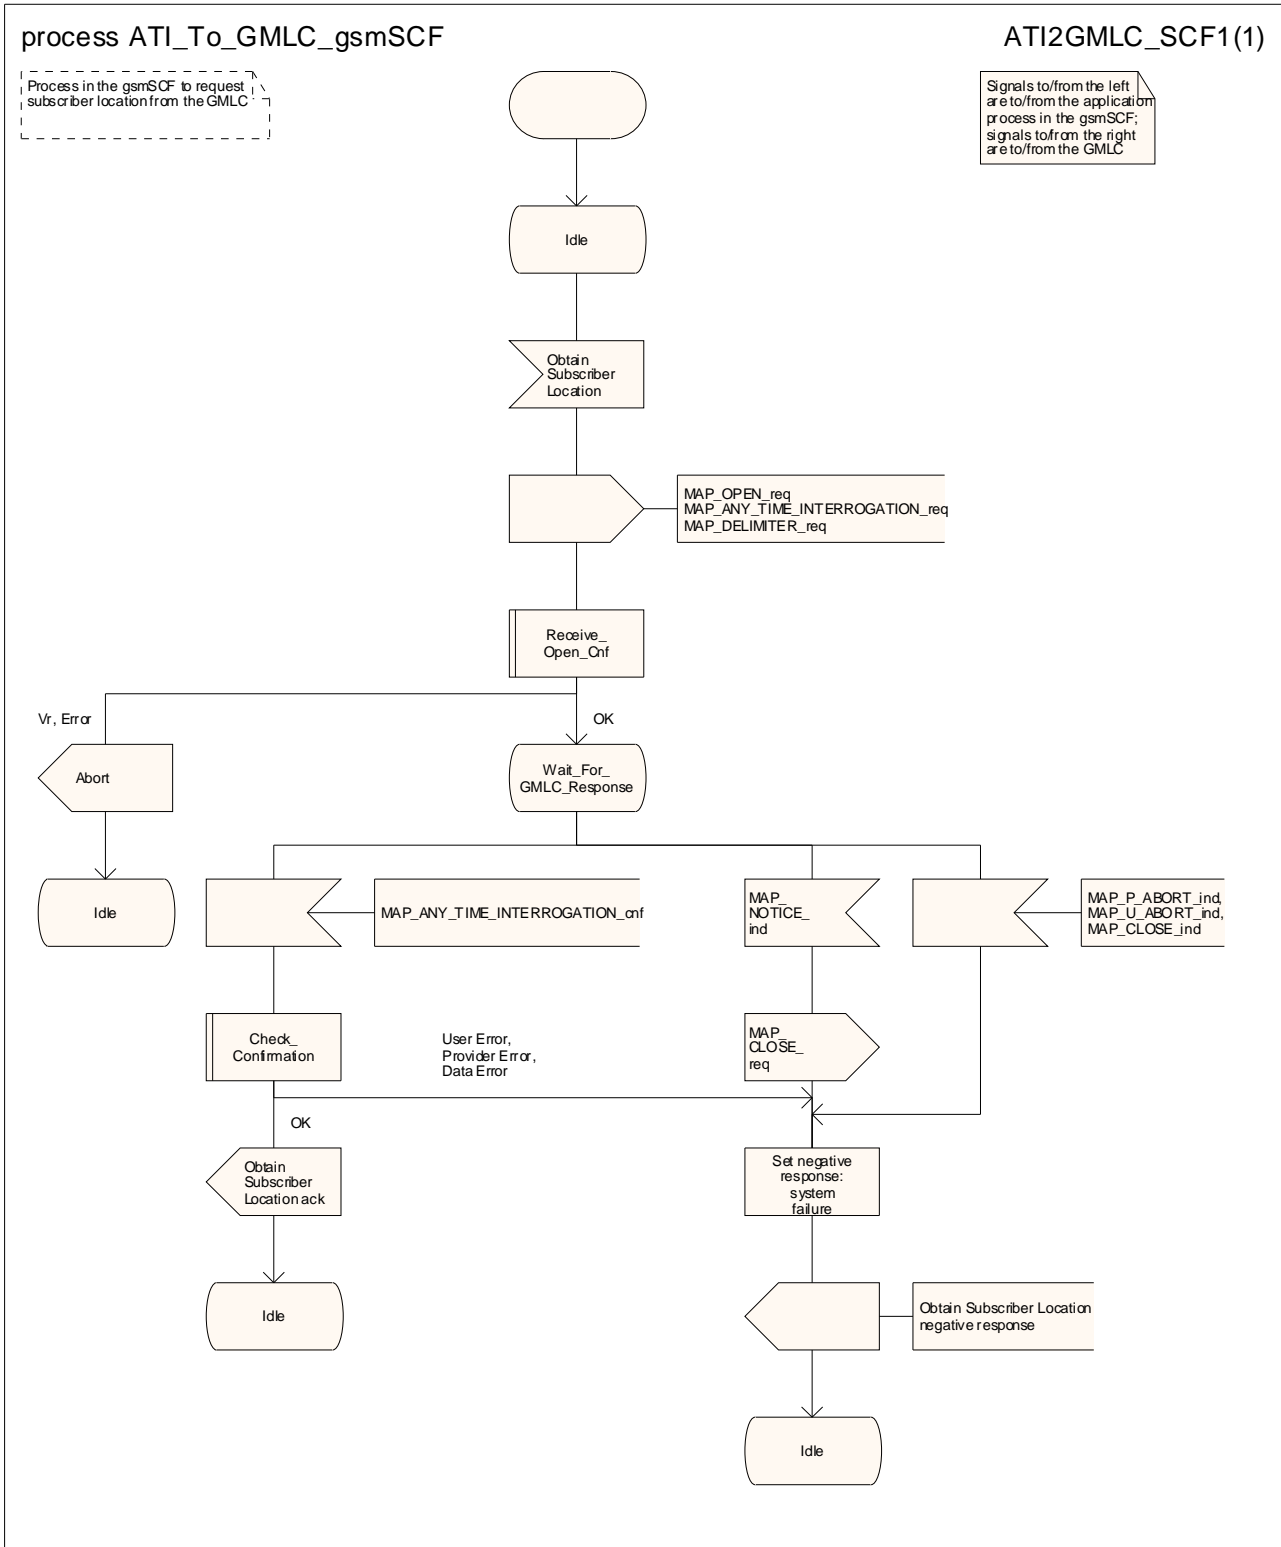 process ATI_To_GMLC_gsmSCF
ATI2GMLC_SCF1(1)
Process in the gsmSCF to request
subscriber location from the GMLC
Signals to/from the left
are to/from the application
process in the gsmSCF;
signals to/from the right
are to/from the GMLC
Idle
Obtain
Subscriber
Location
MAP_OPEN_req
MAP_ANY_TIME_INTERROGATION_req
MAP_DELIMITER_req
Receive_
Open_Cnf
Vr, Error
OK
Abort
Wait_For_
GMLC_Response
Idle
MAP_ANY_TIME_INTERROGATION_cnf
MAP_
NOTICE_
ind
MAP_P_ABORT_ind,
MAP_U_ABORT_ind,
MAP_CLOSE_ind
Check_
Confirmation
User Error,
Provider Error,
Data Error
MAP_
CLOSE_
req
OK
Obtain
Subscriber
Location ack
Set negative
response:
system
failure
Idle
Obtain Subscriber Location
negative response
Idle